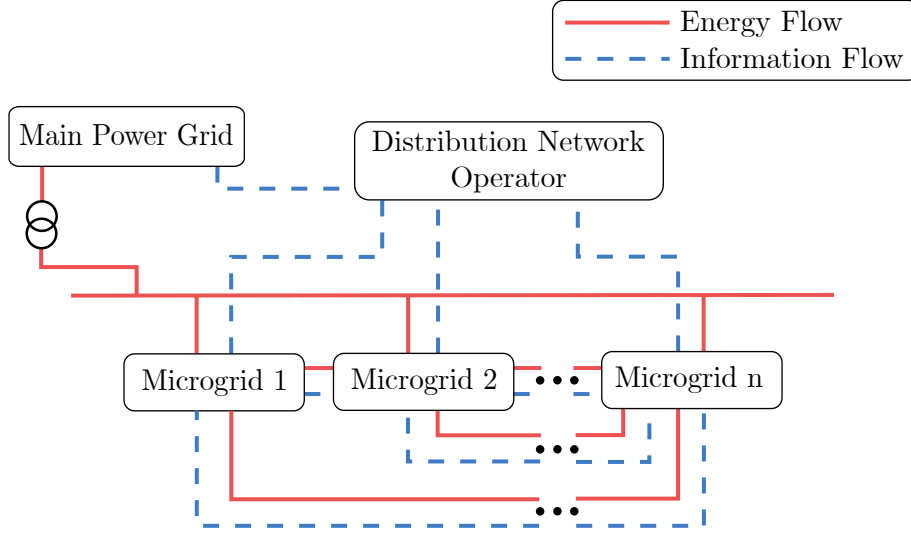 Energy Flow
Information Flow
Main Power Grid
Distribution Network
Operator
Microgrid 1
Microgrid 2
Microgrid n